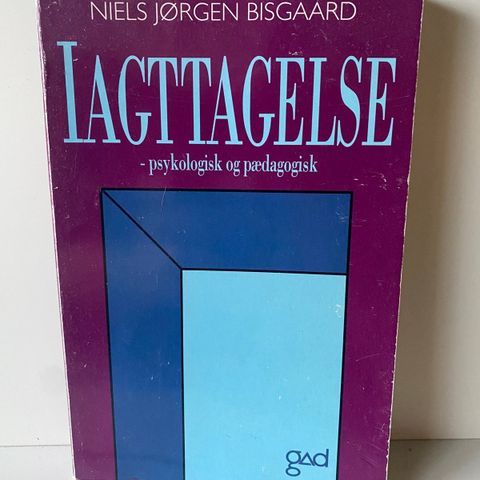 NIELS JØRGEN BISGAARD
IAGTTAGELSE
- psykologisk og pædagogisk
gad